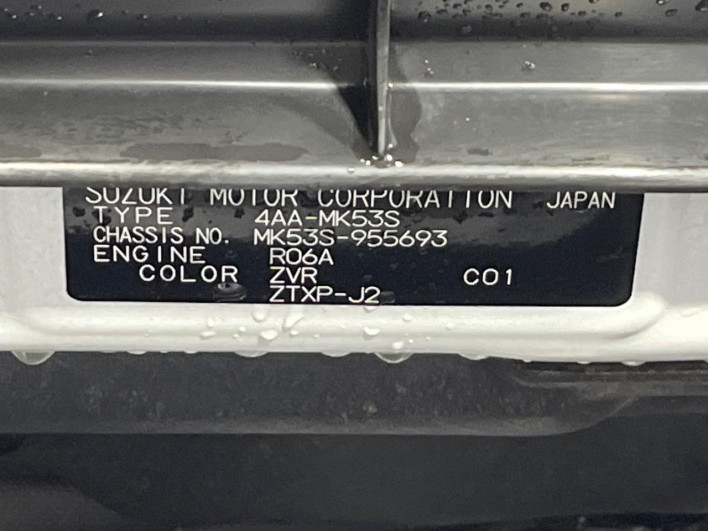 SUZUKI MOTOR CORPORATION JAPAN
TYPE 4AA-MK53S
CHASSIS NO. MK53S-955693
ENGINE R06A
COLOR ZVR C01
ZTXP-J2